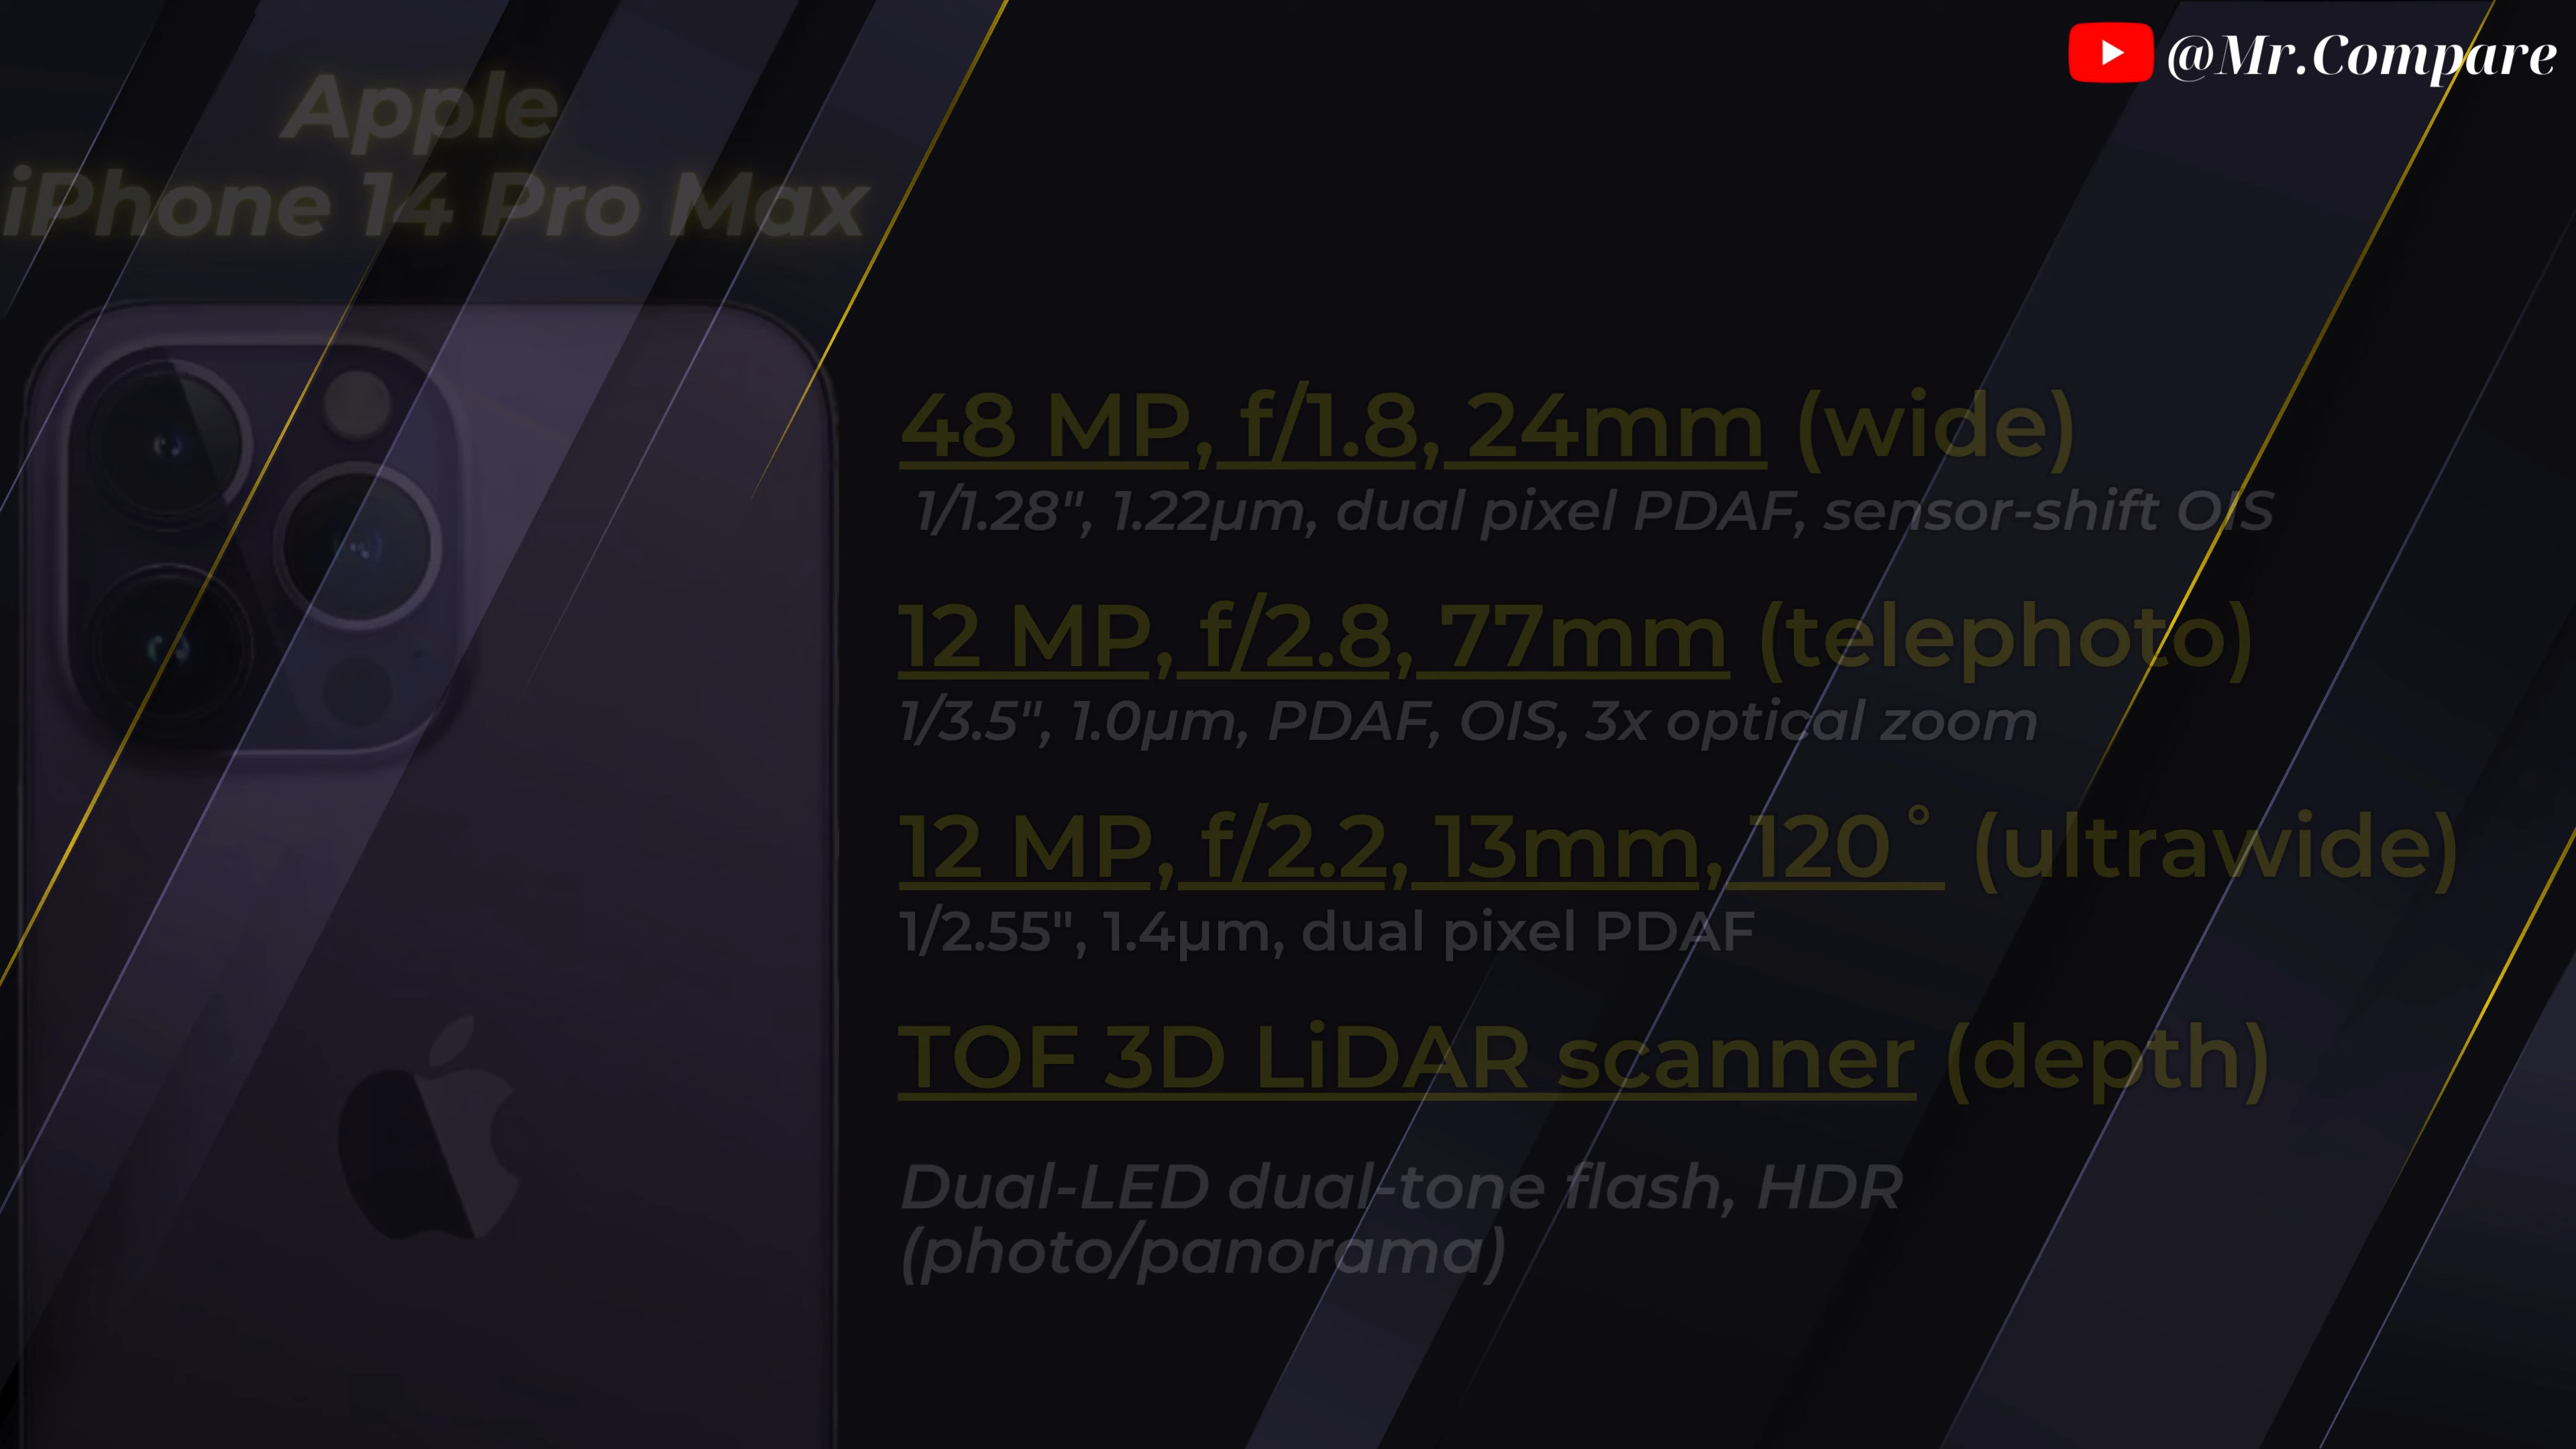 @Mr.Compare
Apple
iPhone 14 Pro Max
48 MP, f/1.8, 24mm (wide)
1/1.28", 1.22µm, dual pixel PDAF, sensor-shift OIS
12 MP, f/2.8, 77mm (telephoto)
1/3.5", 1.0µm, PDAF, OIS, 3x optical zoom
12 MP, f/2.2, 13mm, 120˚ (ultrawide)
1/2.55", 1.4µm, dual pixel PDAF
TOF 3D LiDAR scanner (depth)
Dual-LED dual-tone flash, HDR
(photo/panorama)